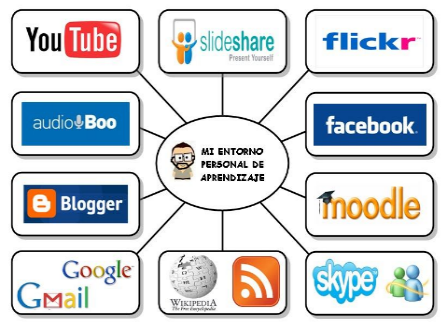 YouTube
slideshare
Present Yourself
flickr
audioBoo
facebook
MI ENTORNO
PERSONAL DE
APRENDIZAJE
Blogger
moodle
Google
Gmail
WIKIPEDIA
The Free Encyclopedia
skype